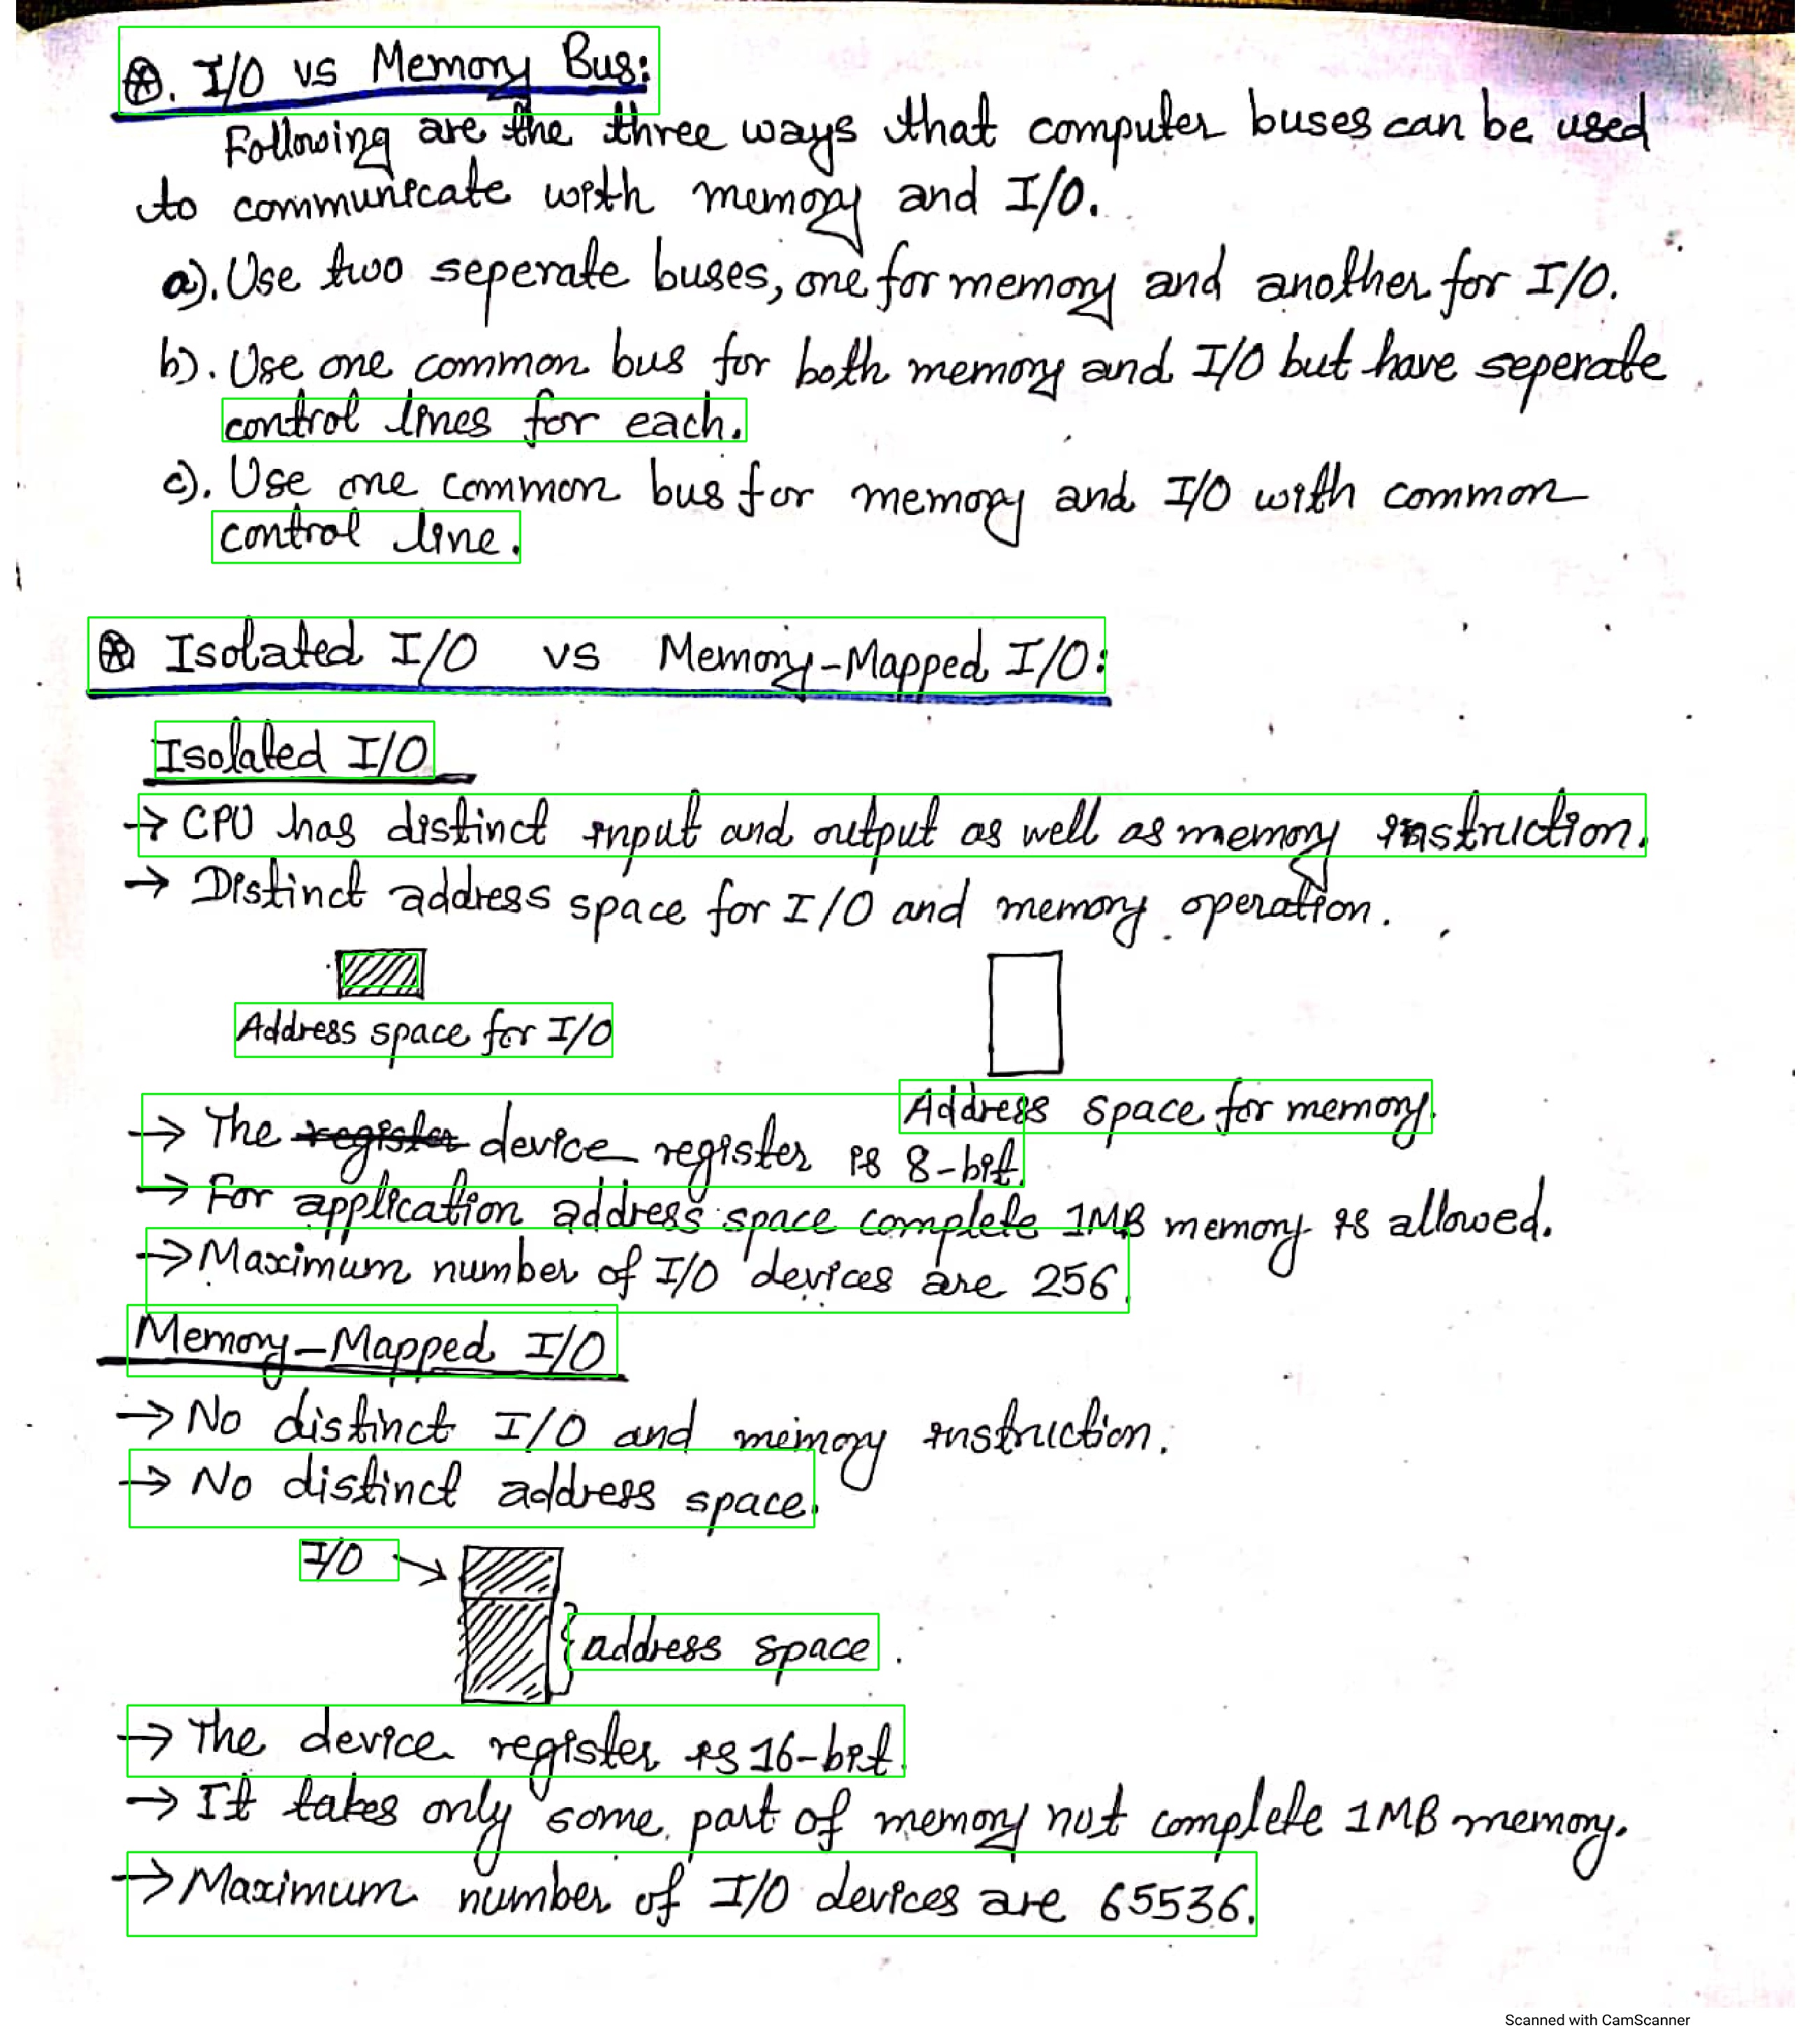 ⊛. I/O vs Memory Bus:
Following are the three ways that computer buses can be used
to communicate with memory and I/O.
a). Use two seperate buses, one for memory and another for I/O.
b). Use one common bus for both memory and I/O but have seperate
control lines for each.
c). Use one common bus for memory and I/O with common
control line.
⊛ Isolated I/O vs Memory-Mapped I/O:
Isolated I/O
→ CPU has distinct input and output as well as memory instruction.
→ Distinct address space for I/O and memory operation.
Address space for I/O
Address space for memory.
→ The register device register is 8-bit.
→ For application address space complete 1MB memory is allowed.
→ Maximum number of I/O devices are 256.
Memory-Mapped I/O
→ No distinct I/O and memory instruction.
→ No distinct address space.
I/O →
address space.
→ The device register is 16-bit.
→ It takes only some part of memory not complete 1MB memory.
→ Maximum number of I/O devices are 65536.
Scanned with CamScanner